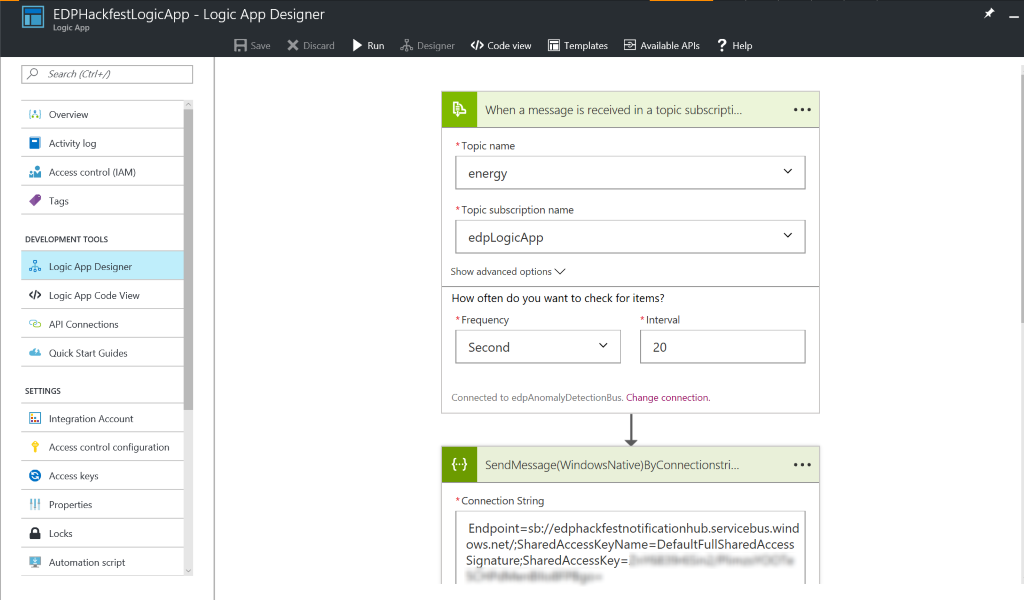 EDPHackfestLogicApp - Logic App Designer
Logic App
Save Discard Run Designer Code view Templates Available APIs Help
Search (Ctrl+/)
Overview
Activity log
Access control (IAM)
Tags
DEVELOPMENT TOOLS
Logic App Designer
Logic App Code View
API Connections
Quick Start Guides
SETTINGS
Integration Account
Access control configuration
Access keys
Properties
Locks
Automation script
When a message is received in a topic subscripti...
* Topic name
energy
* Topic subscription name
edpLogicApp
Show advanced options
How often do you want to check for items?
* Frequency * Interval
Second 20
Connected to edpAnomalyDetectionBus. Change connection.
SendMessage(WindowsNative)ByConnectionstri...
* Connection String
Endpoint=sb://edphackfestnotificationhub.servicebus.wind
ows.net/;SharedAccessKeyName=DefaultFullSharedAccess
Signature;SharedAccessKey=